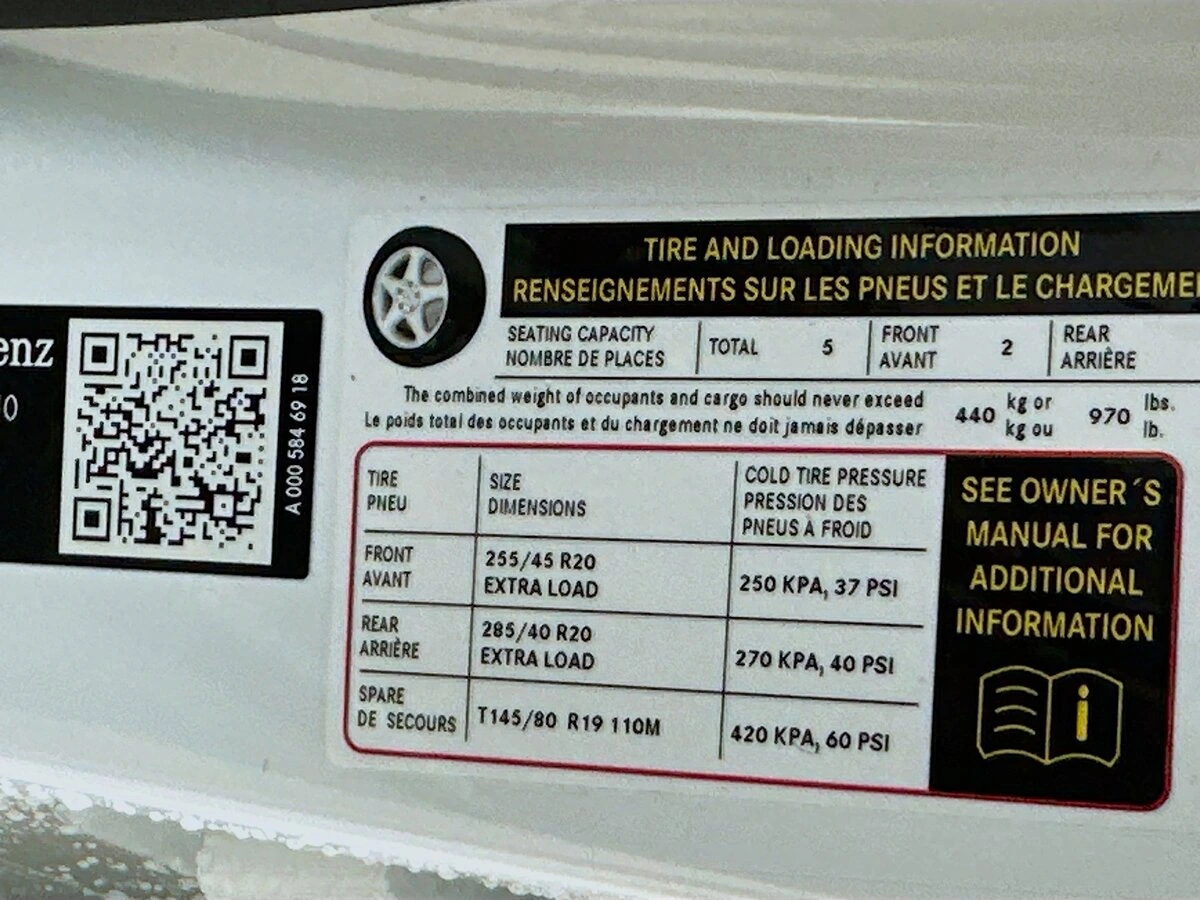 enz
A 000 584 69 18
TIRE AND LOADING INFORMATION
RENSEIGNEMENTS SUR LES PNEUS ET LE CHARGEME
SEATING CAPACITY
NOMBRE DE PLACES
TOTAL 5
FRONT
AVANT
2
REAR
ARRIÈRE
The combined weight of occupants and cargo should never exceed
Le poids total des occupants et du chargement ne doit jamais dépasser
440 kg or
kg ou
970 lbs.
lb.
TIRE
PNEU
SIZE
DIMENSIONS
COLD TIRE PRESSURE
PRESSION DES
PNEUS À FROID
FRONT
AVANT
255/45 R20
EXTRA LOAD
250 KPA, 37 PSI
REAR
ARRIÈRE
285/40 R20
EXTRA LOAD
270 KPA, 40 PSI
SPARE
DE SECOURS
T145/80 R19 110M
420 KPA, 60 PSI
SEE OWNER´S
MANUAL FOR
ADDITIONAL
INFORMATION